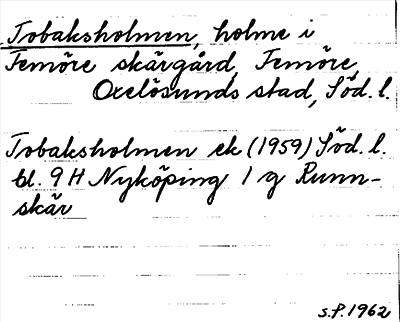 Tobaksholmen, holme i
Femöre skärgård, Femöre,
Oxelösunds stad, Söd. l.
Tobaksholmen ek (1959) Söd. l.
bl. 9 H Nyköping 1 g Runn-
skär
S.P. 1962